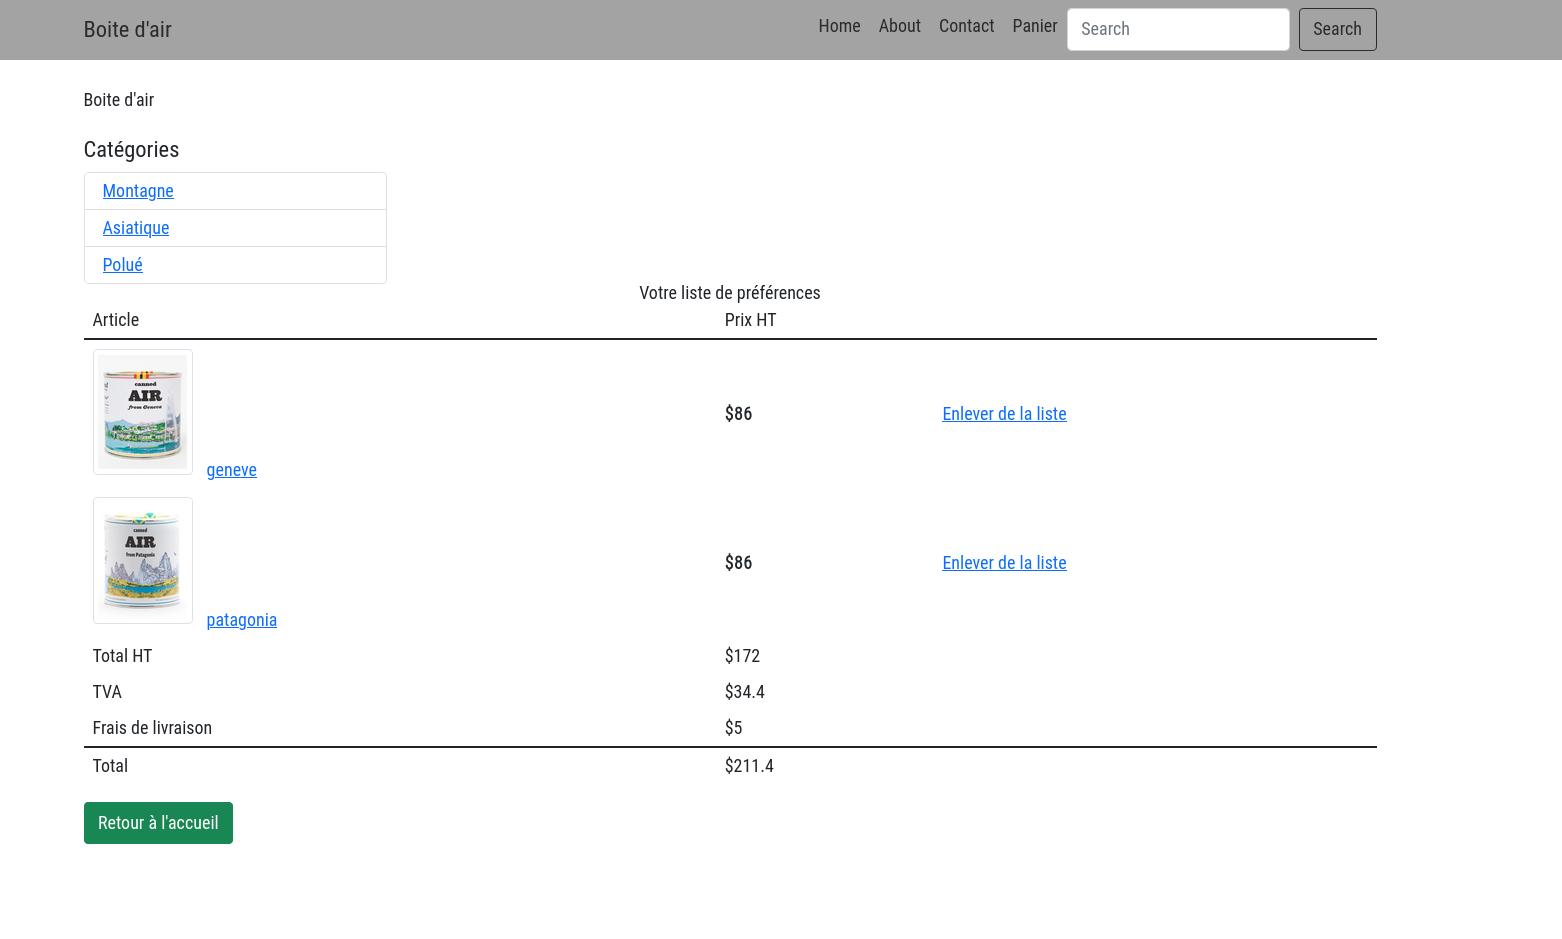 Boite d'air
Home About Contact Panier Search Search
Boite d'air
Catégories
Montagne
Asiatique
Polué
Votre liste de préférences
Article Prix HT
canned
AIR
from Geneva
geneve $86 Enlever de la liste
canned
AIR
from Patagonia
patagonia $86 Enlever de la liste
Total HT $172
TVA $34.4
Frais de livraison $5
Total $211.4
Retour à l'accueil